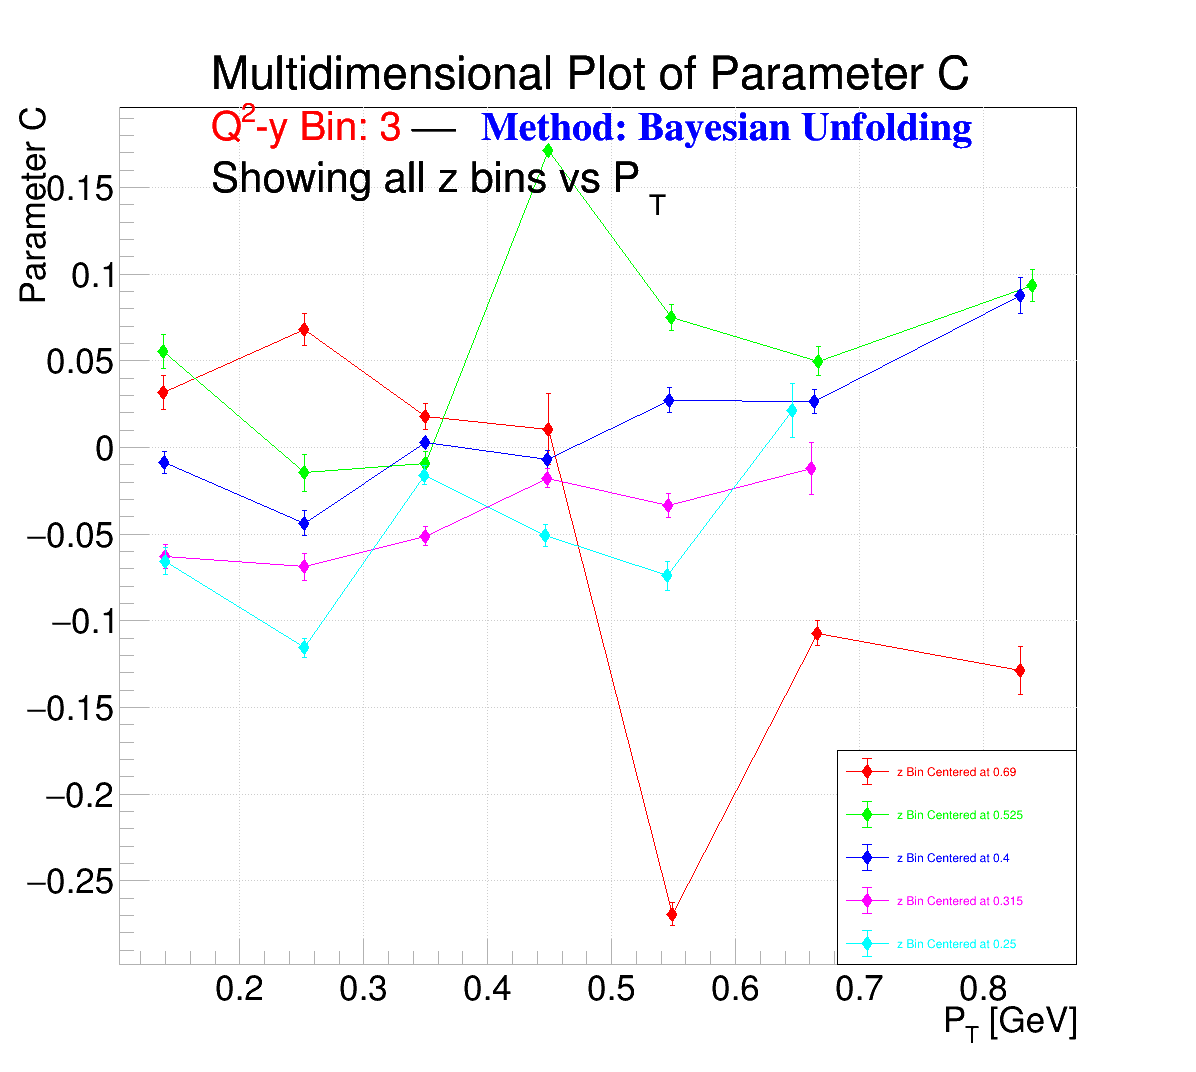 Multidimensional Plot of Parameter C
Q²-y Bin: 3 — Method: Bayesian Unfolding
Showing all z bins vs P_T
Parameter C
0.15
0.1
0.05
0
−0.05
−0.1
−0.15
−0.2
−0.25
z Bin Centered at 0.69
z Bin Centered at 0.525
z Bin Centered at 0.4
z Bin Centered at 0.315
z Bin Centered at 0.25
0.2 0.3 0.4 0.5 0.6 0.7 0.8
P_T [GeV]